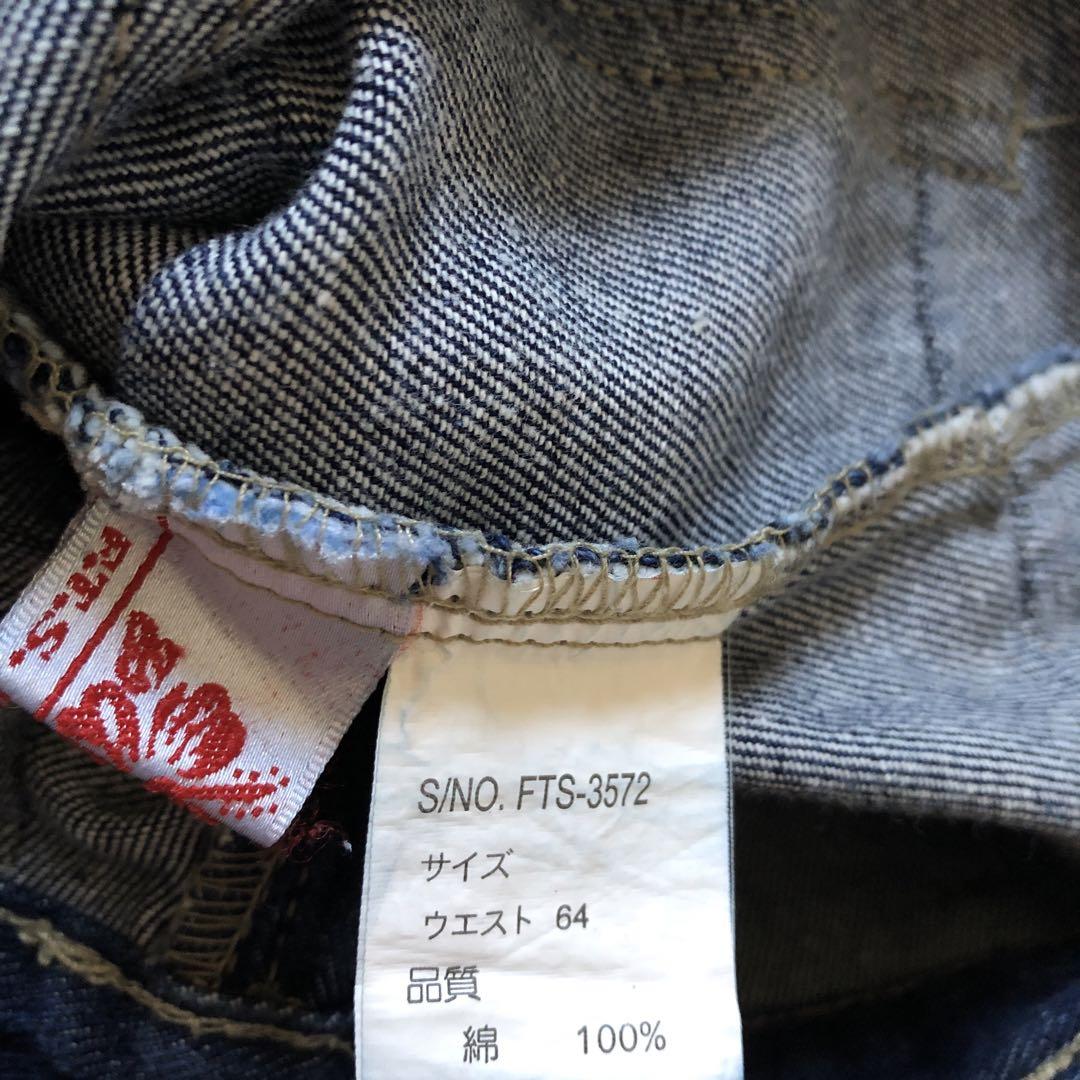 F.T.S.
S/NO. FTS-3572
サイズ
ウエスト 64
品質
綿 100%